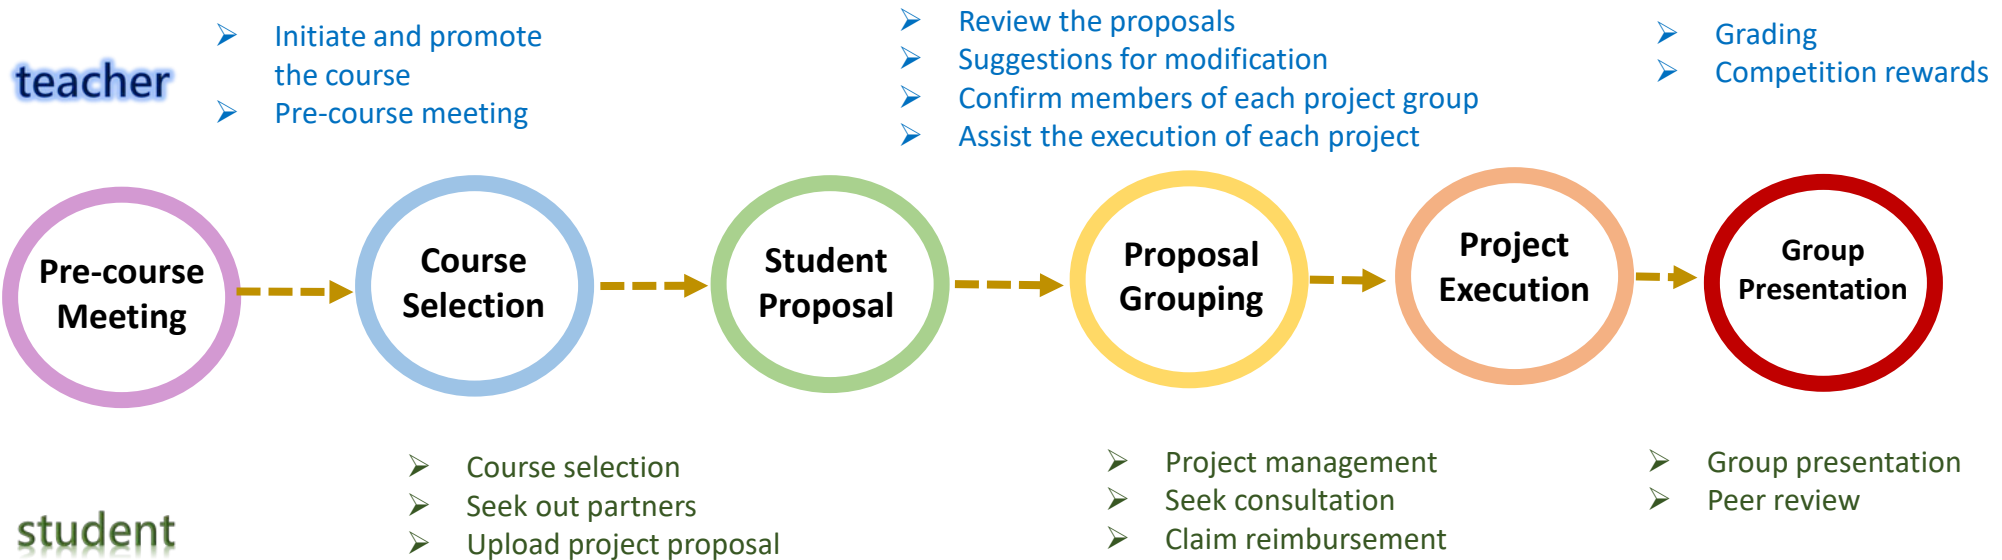 teacher
➢ Initiate and promote
the course
➢ Pre-course meeting
➢ Review the proposals
➢ Suggestions for modification
➢ Confirm members of each project group
➢ Assist the execution of each project
➢ Grading
➢ Competition rewards
Pre-course
Meeting
Course
Selection
Student
Proposal
Proposal
Grouping
Project
Execution
Group
Presentation
student
➢ Course selection
➢ Seek out partners
➢ Upload project proposal
➢ Project management
➢ Seek consultation
➢ Claim reimbursement
➢ Group presentation
➢ Peer review